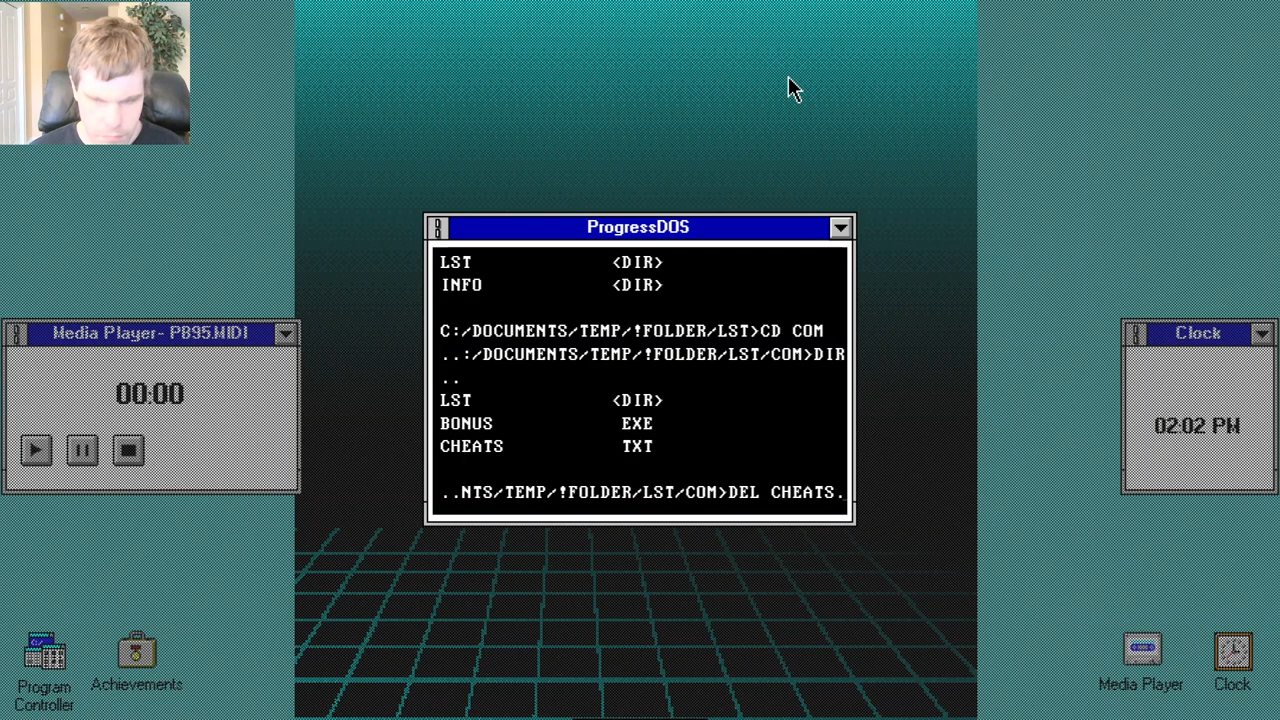 ProgressDOS
LST <DIR>
INFO <DIR>
C:/DOCUMENTS/TEMP/!FOLDER/LST>CD COM
..:/DOCUMENTS/TEMP/!FOLDER/LST/COM>DIR
..
LST <DIR>
BONUS EXE
CHEATS TXT
..NTS/TEMP/!FOLDER/LST/COM>DEL CHEATS._
Media Player- PB95.MIDI
00:00
Clock
02:02 PM
Program
Controller
Achievements
Media Player
Clock